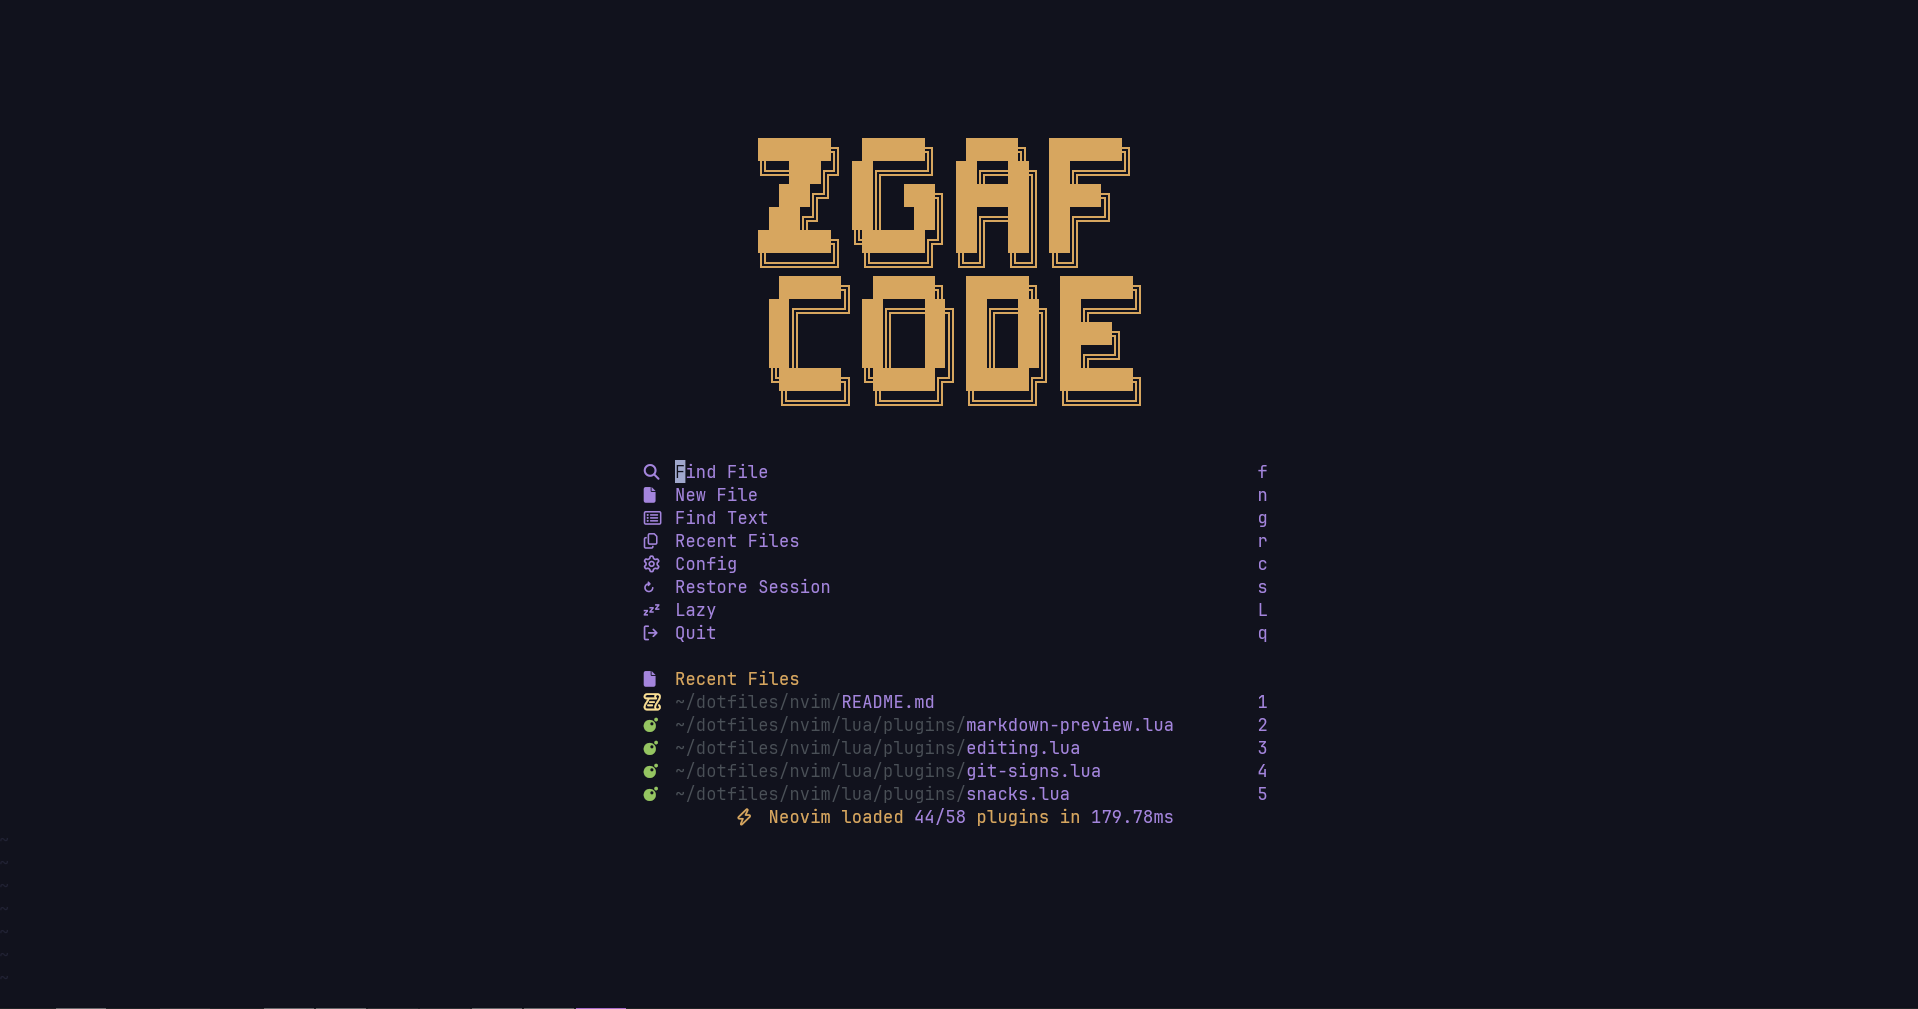 ZGAF
CODE
Find File f
New File n
Find Text g
Recent Files r
Config c
Restore Session s
Lazy L
Quit q
Recent Files
~/dotfiles/nvim/README.md 1
~/dotfiles/nvim/lua/plugins/markdown-preview.lua 2
~/dotfiles/nvim/lua/plugins/editing.lua 3
~/dotfiles/nvim/lua/plugins/git-signs.lua 4
~/dotfiles/nvim/lua/plugins/snacks.lua 5
Neovim loaded 44/58 plugins in 179.78ms
~
~
~
~
~
~
~